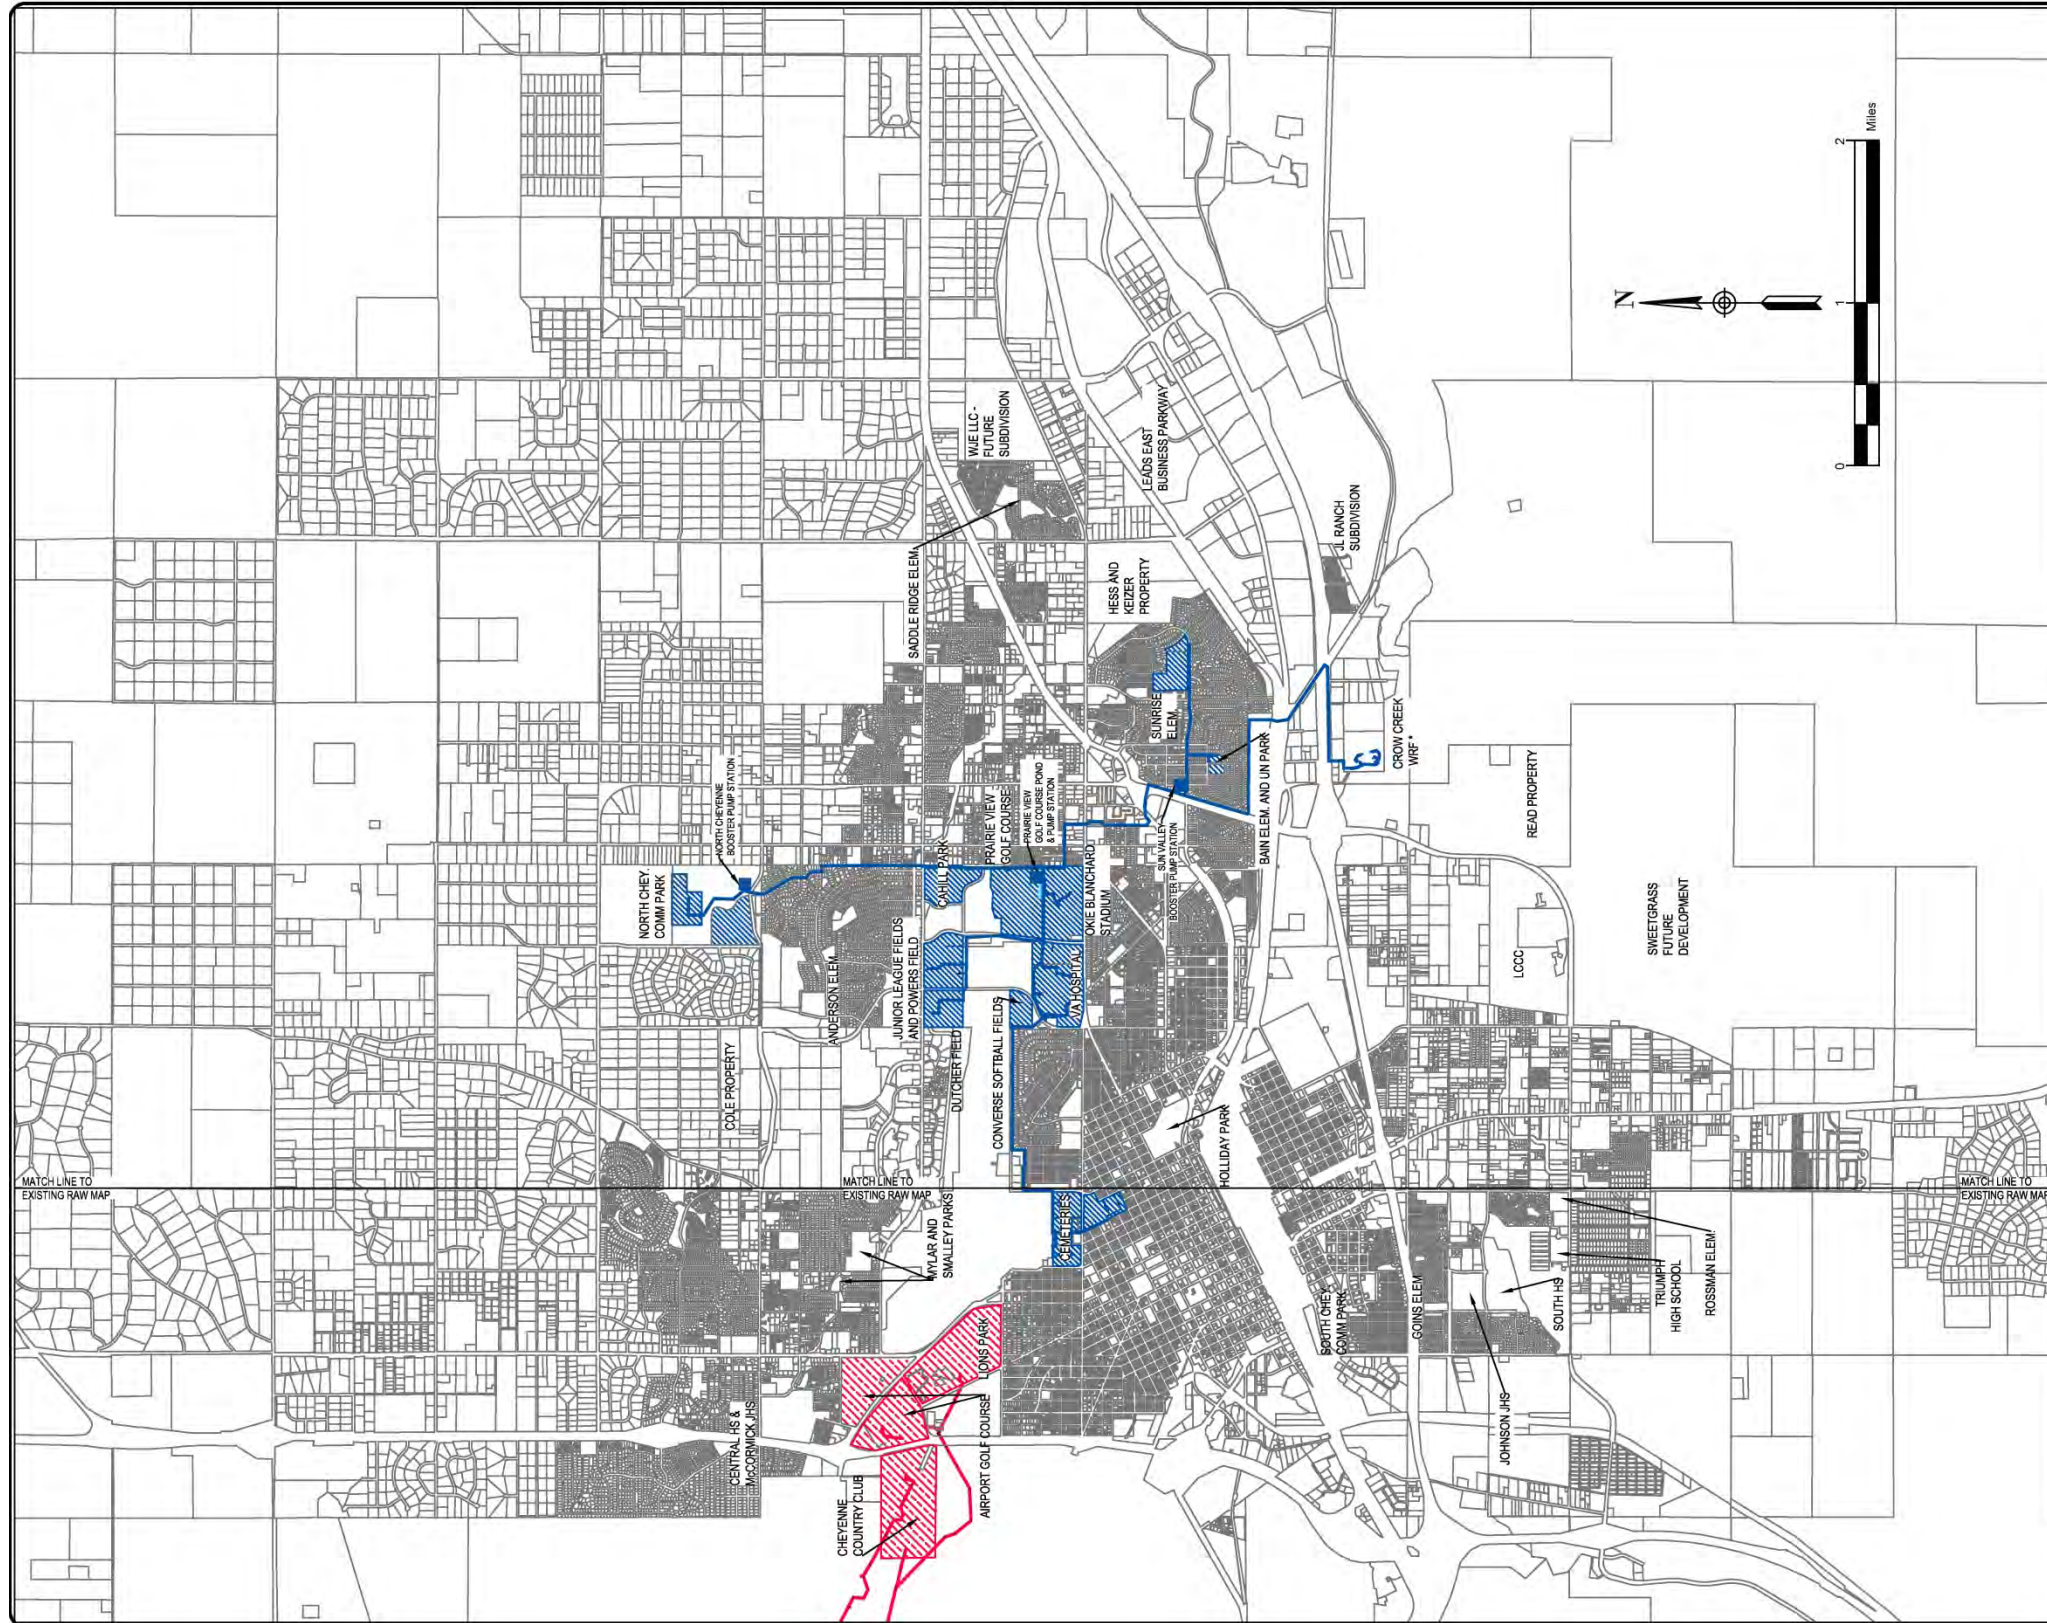 MATCH LINE TO
EXISTING RAW MAP
MATCH LINE TO
EXISTING RAW MAP
MATCH LINE TO
EXISTING RAW MAP
CHEYENNE
COUNTRY CLUB
AIRPORT GOLF COURSE
LIONS PARK
CENTRAL HS &
McCORMICK JHS
MYLAR AND
SMALLEY PARKS
CEMETERIES
COLE PROPERTY
ANDERSON ELEM.
JUNIOR LEAGUE FIELDS
AND POWERS FIELD
DUTCHER FIELD
CONVERSE SOFTBALL FIELDS
VA HOSPITAL
NORTH CHEY.
COMM PARK
NORTH CHEYENNE
BOOSTER PUMP STATION
CAHILL PARK
PRAIRIE VIEW
GOLF COURSE
PRAIRIE VIEW
GOLF COURSE POND
& PUMP STATION
OKIE BLANCHARD
STADIUM
SUN VALLEY
BOOSTER PUMP STATION
SUNRISE
ELEM.
BAIN ELEM. AND UN PARK
SADDLE RIDGE ELEM.
WJE LLC -
FUTURE
SUBDIVISION
HESS AND
KEIZER
PROPERTY
LEADS EAST
BUSINESS PARKWAY
JL RANCH
SUBDIVISION
CROW CREEK
WRF *
READ PROPERTY
SWEETGRASS
FUTURE
DEVELOPMENT
LCCC
HOLLIDAY PARK
SOUTH CHEY.
COMM PARK
GOINS ELEM.
JOHNSON JHS
SOUTH HS
TRIUMPH
HIGH SCHOOL
ROSSMAN ELEM.
N
0 1 2
Miles